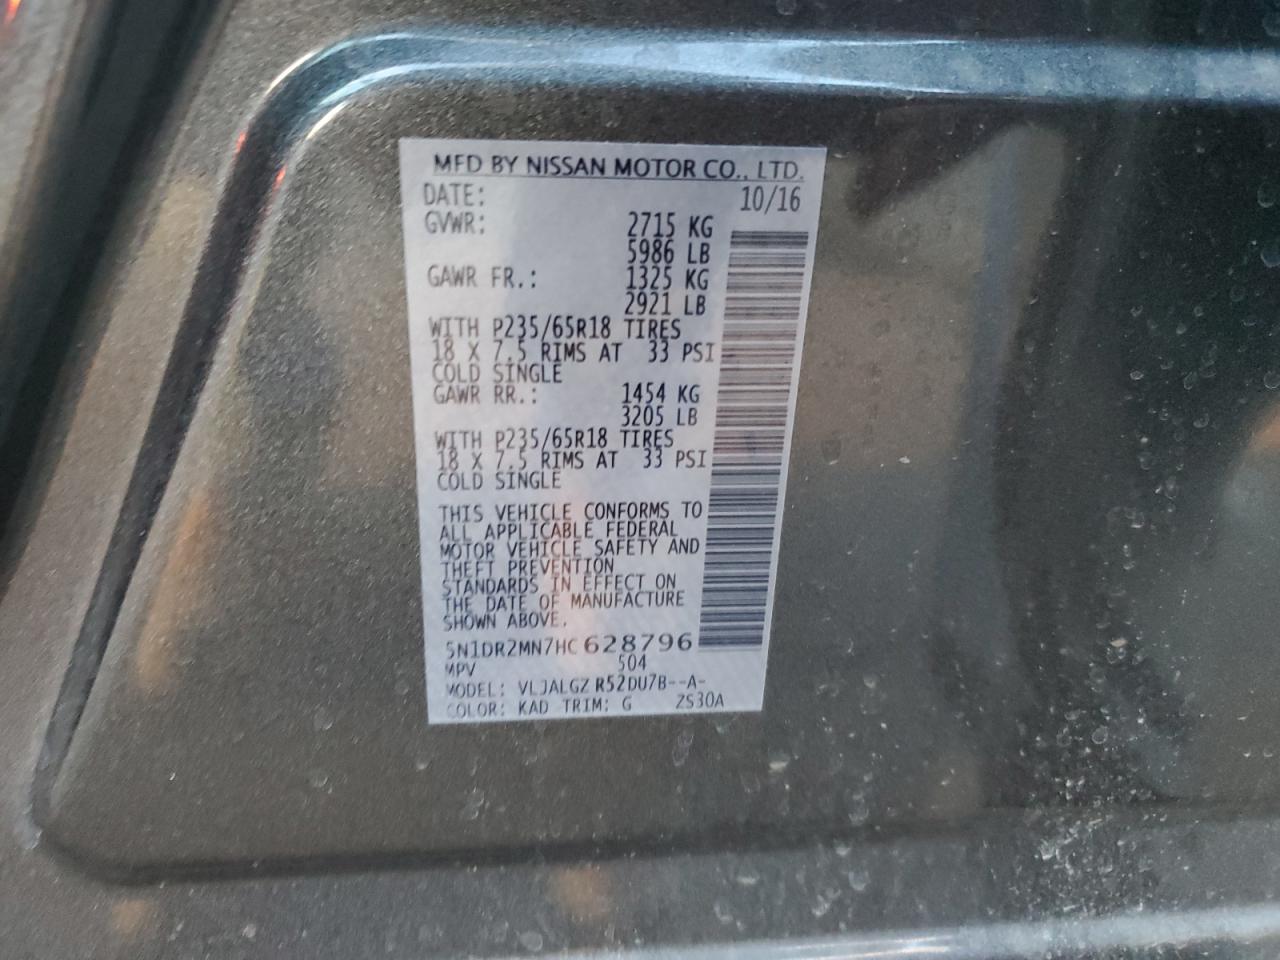 MFD BY NISSAN MOTOR CO., LTD.
DATE: 10/16
GVWR: 2715 KG
5986 LB
GAWR FR.: 1325 KG
2921 LB
WITH P235/65R18 TIRES
18 X 7.5 RIMS AT 33 PSI
COLD SINGLE
GAWR RR.: 1454 KG
3205 LB
WITH P235/65R18 TIRES
18 X 7.5 RIMS AT 33 PSI
COLD SINGLE
THIS VEHICLE CONFORMS TO
ALL APPLICABLE FEDERAL
MOTOR VEHICLE SAFETY AND
THEFT PREVENTION
STANDARDS IN EFFECT ON
THE DATE OF MANUFACTURE
SHOWN ABOVE.
5N1DR2MN7HC628796
MPV 504
MODEL: VLJALGZ R52DU7B--A-
COLOR: KAD TRIM: G ZS30A